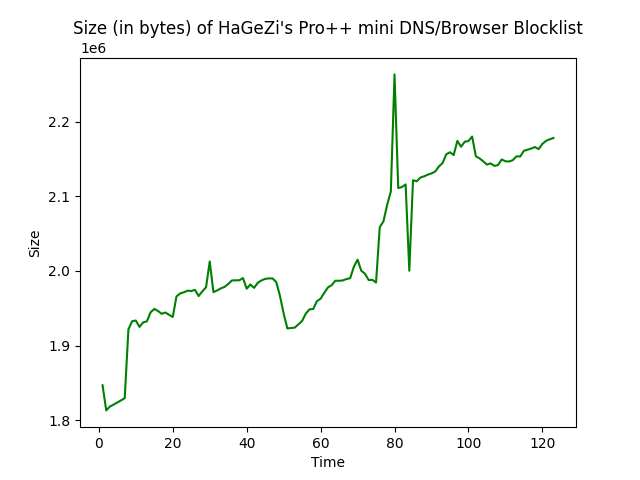 Size (in bytes) of HaGeZi's Pro++ mini DNS/Browser Blocklist
1e6
2.2
2.1
2.0
1.9
1.8
Size
0 20 40 60 80 100 120
Time